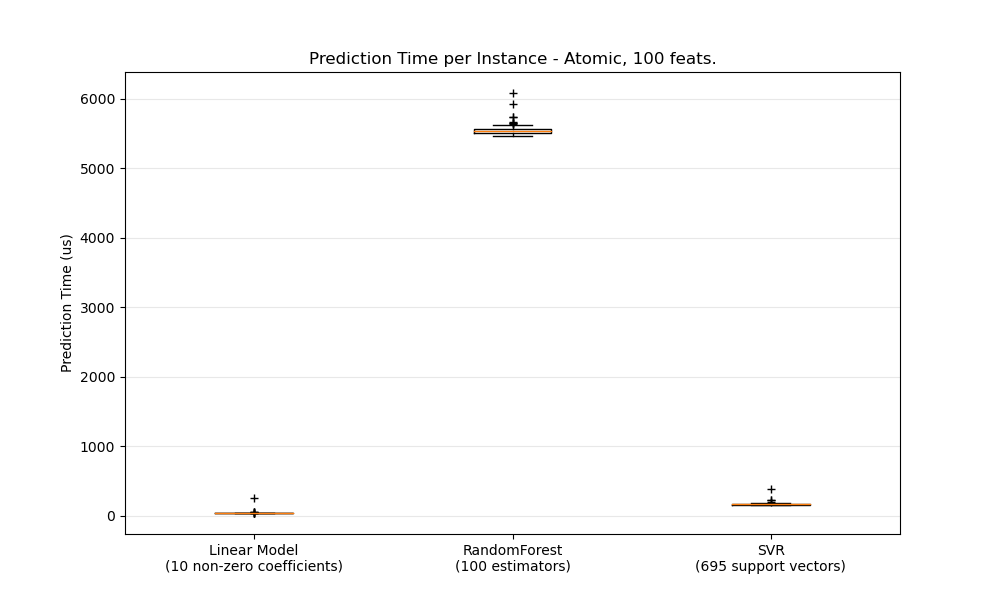 Prediction Time per Instance - Atomic, 100 feats.
Prediction Time (us)
6000
5000
4000
3000
2000
1000
0
Linear Model
(10 non-zero coefficients)
RandomForest
(100 estimators)
SVR
(695 support vectors)